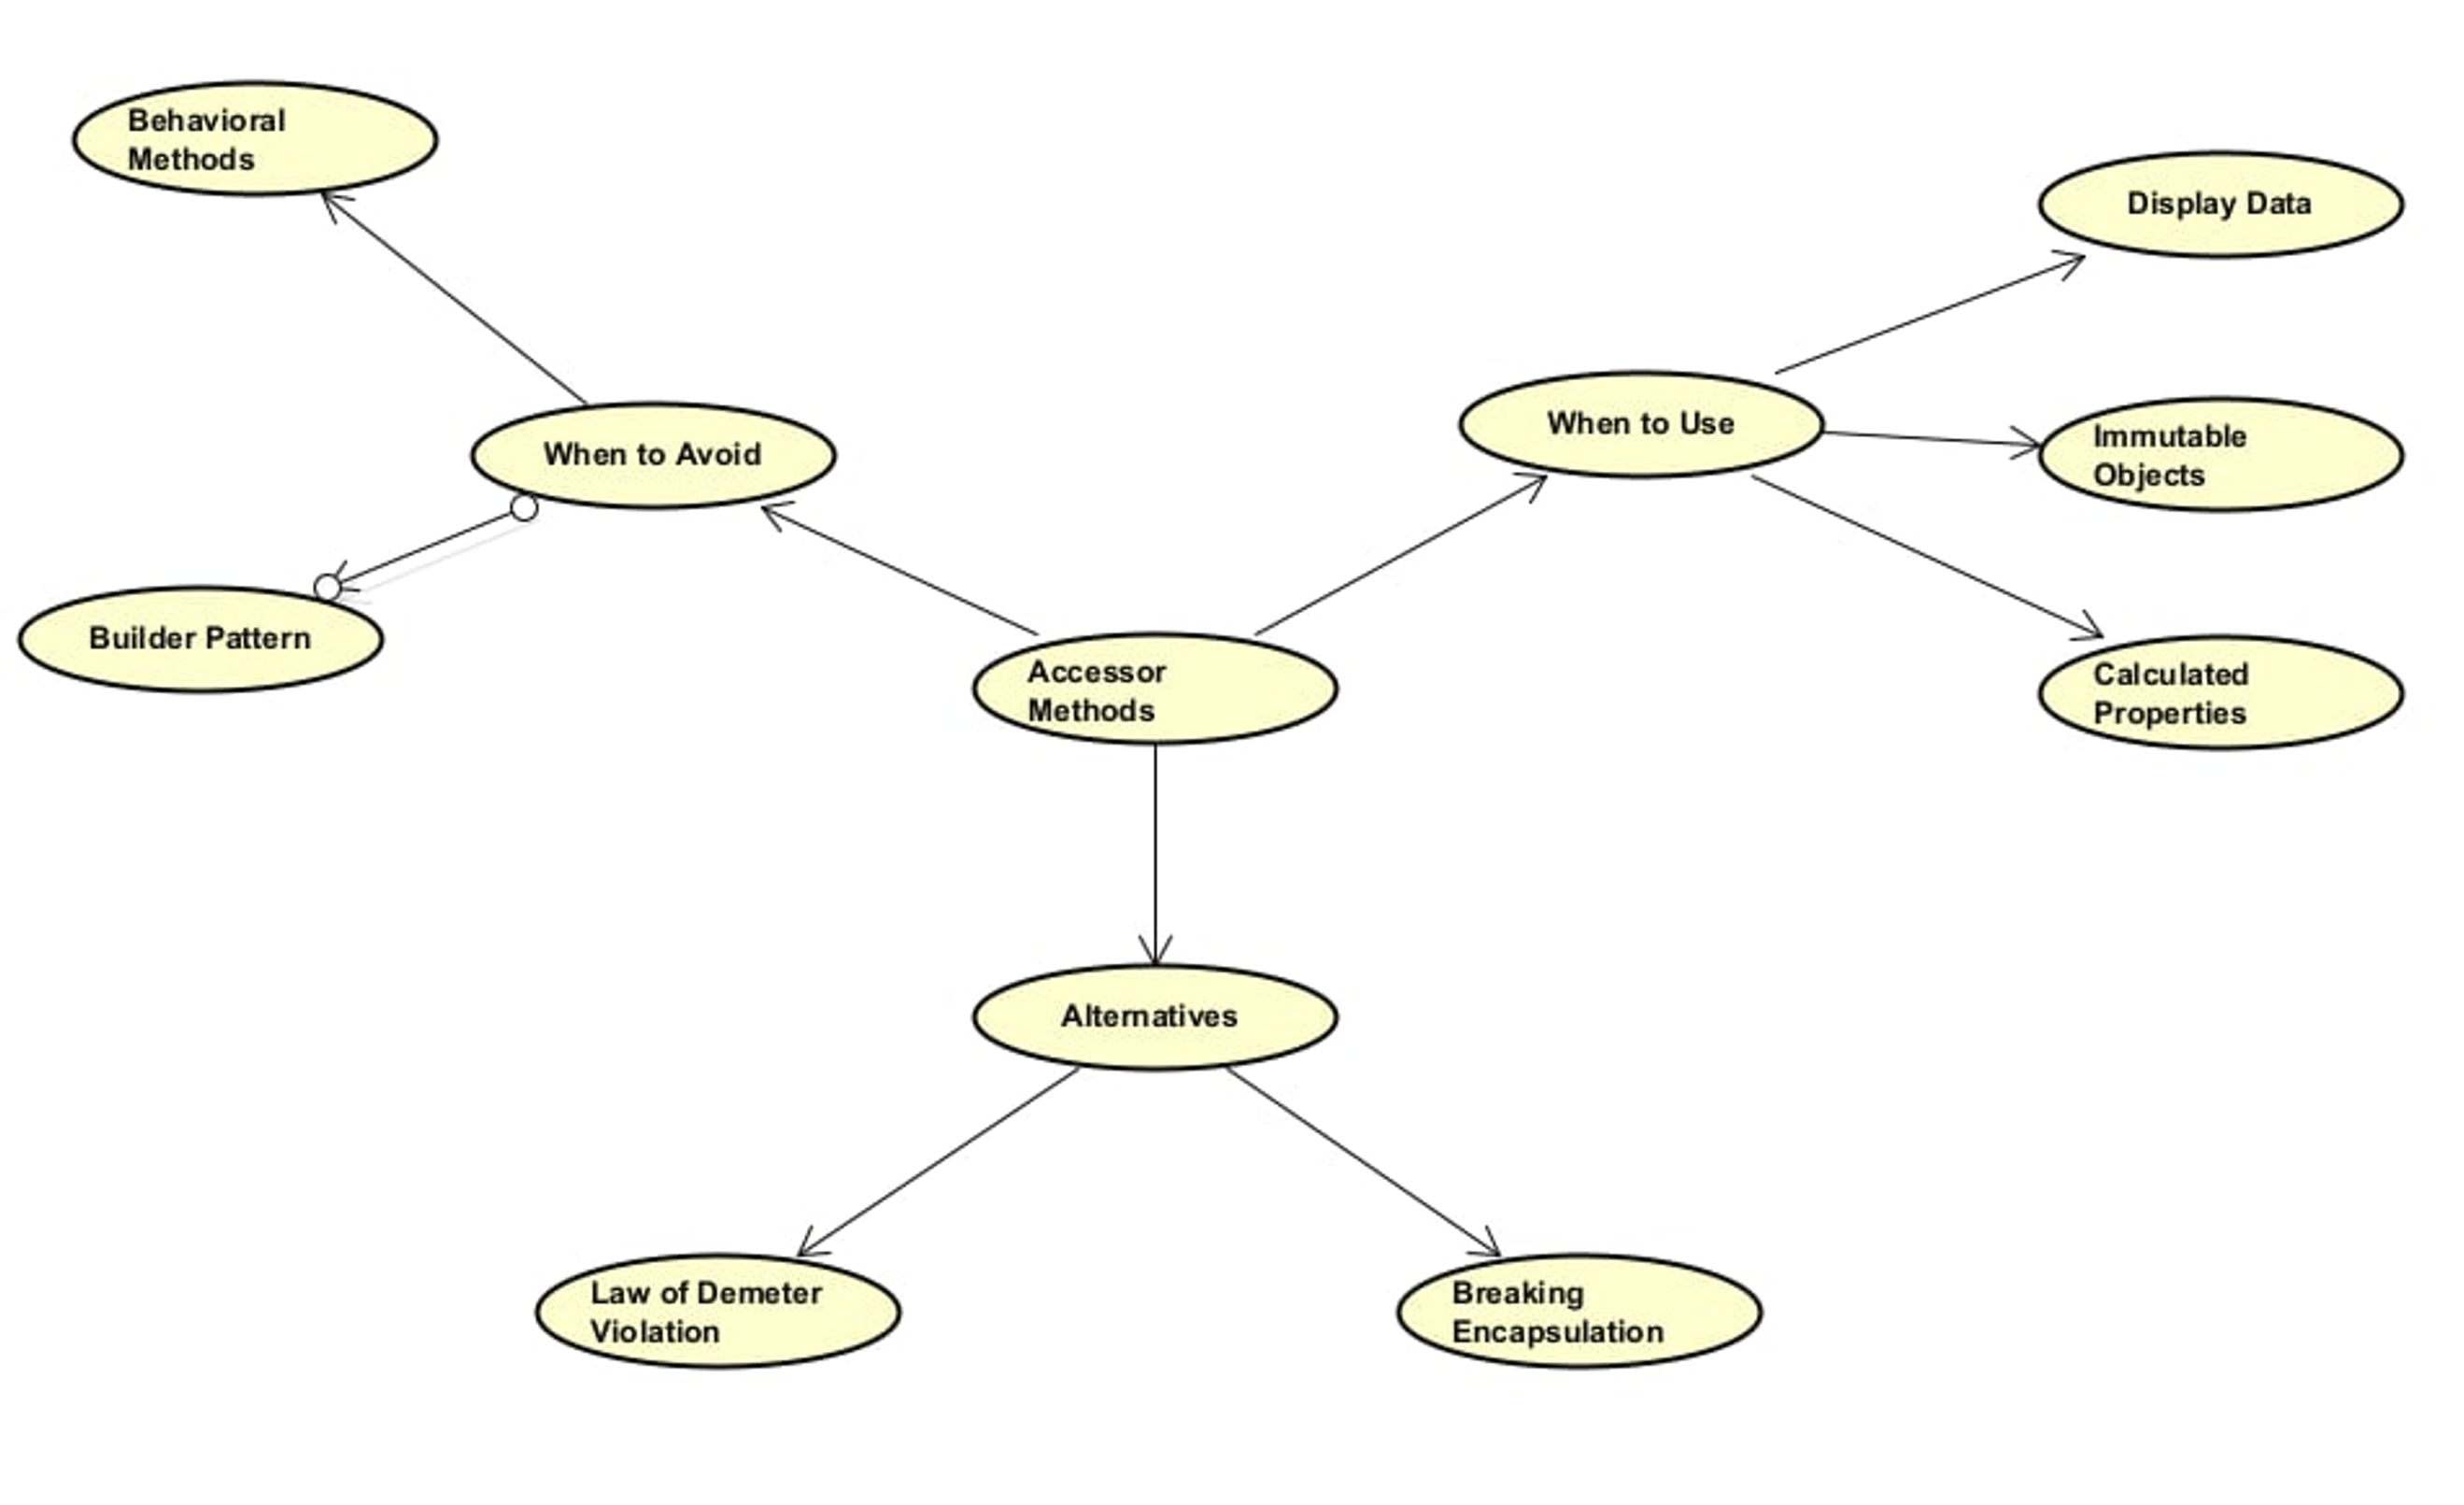 Behavioral
Methods
Display Data
When to Use
Immutable
Objects
When to Avoid
Builder Pattern
Accessor
Methods
Calculated
Properties
Alternatives
Law of Demeter
Violation
Breaking
Encapsulation